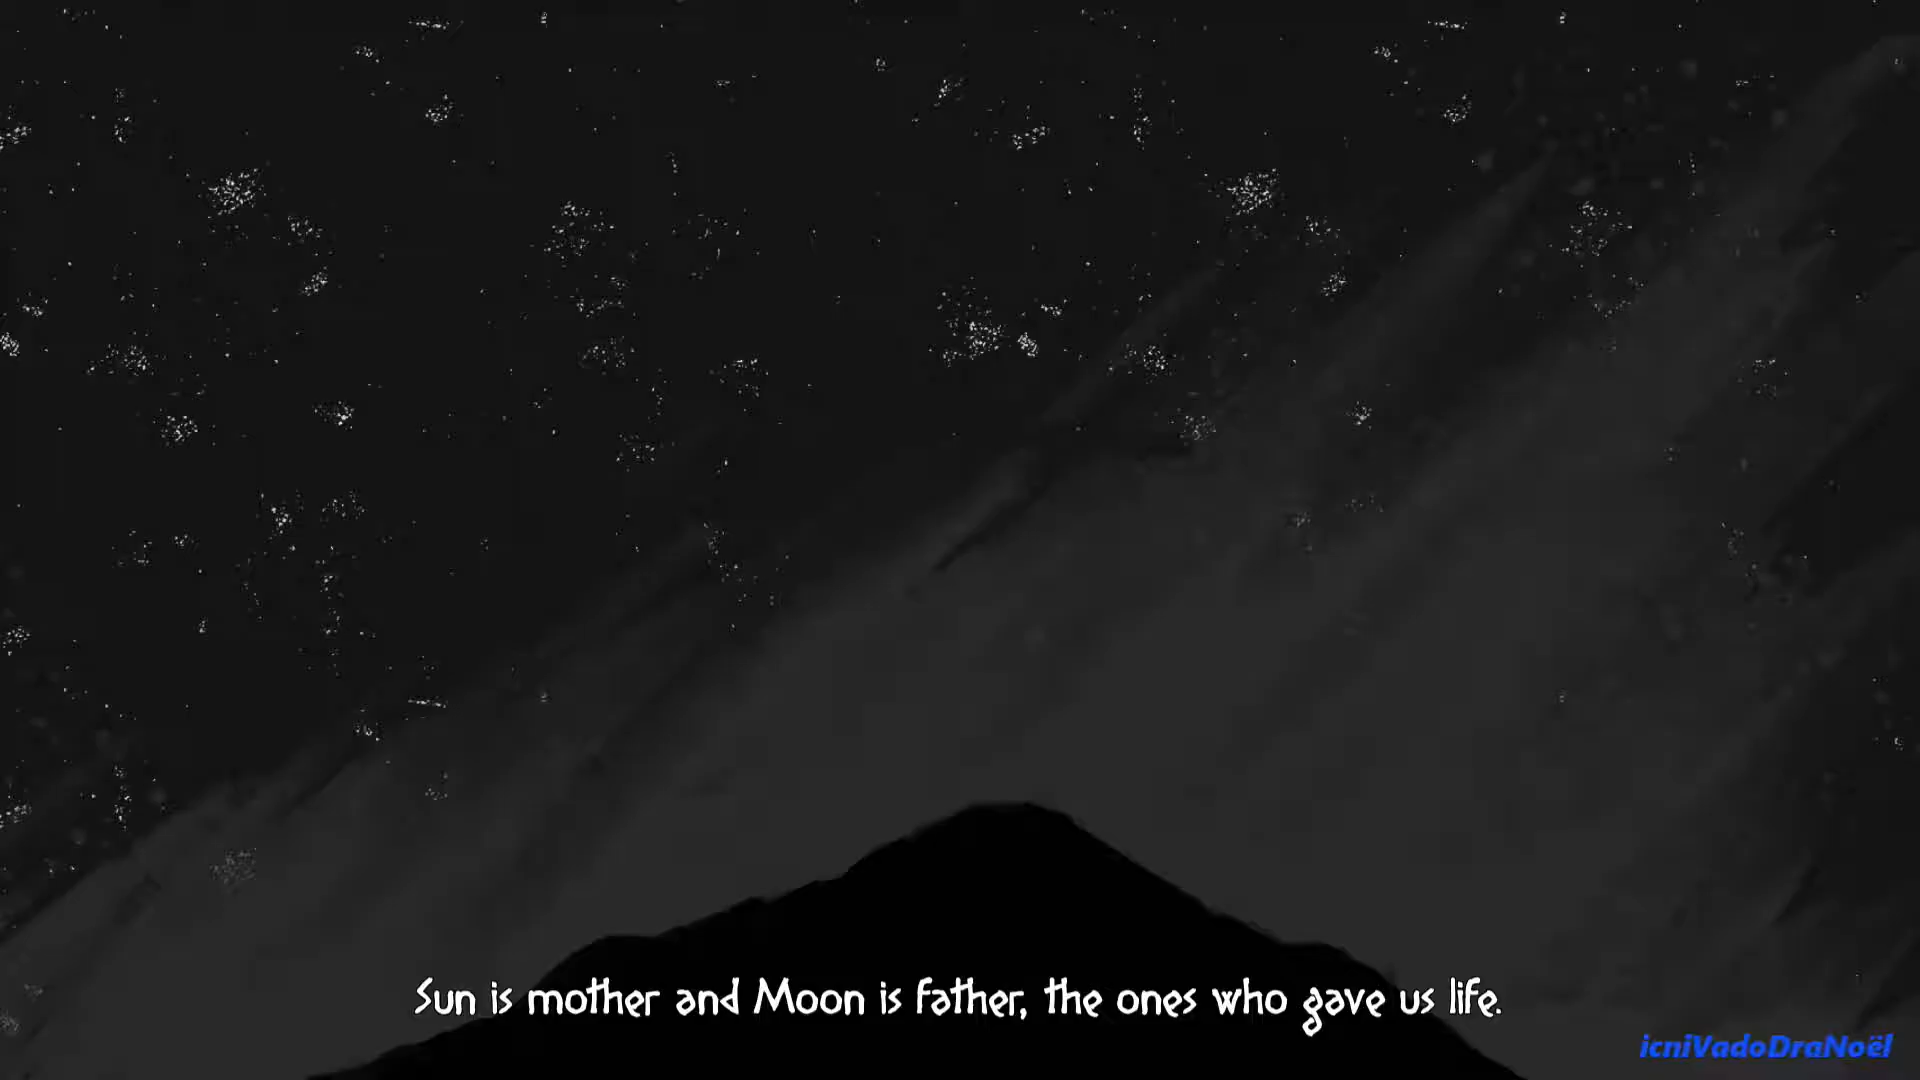 Sun is mother and Moon is father, the ones who gave us life.
icniVadoDraNoël